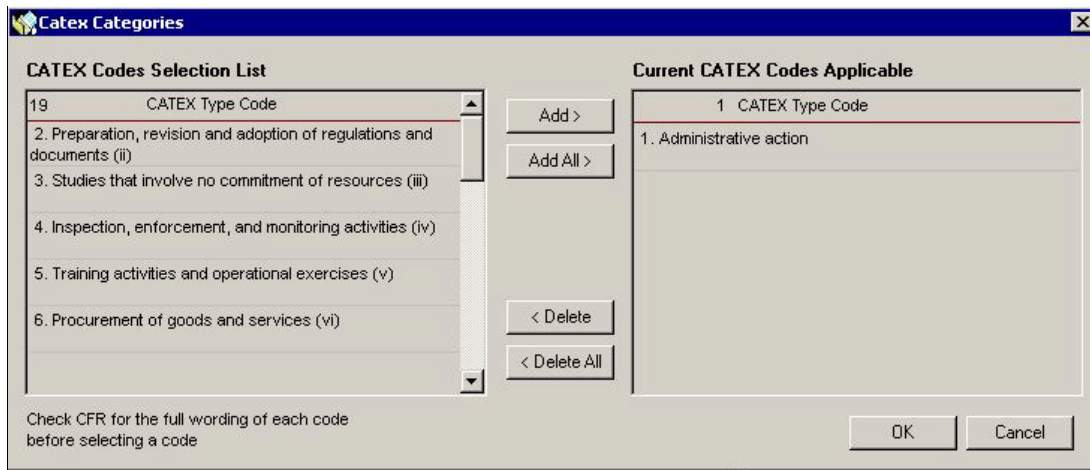 Catex Categories
CATEX Codes Selection List
19 CATEX Type Code
2. Preparation, revision and adoption of regulations and
documents (ii)
3. Studies that involve no commitment of resources (iii)
4. Inspection, enforcement, and monitoring activities (iv)
5. Training activities and operational exercises (v)
6. Procurement of goods and services (vi)
Add >
Add All >
< Delete
< Delete All
Current CATEX Codes Applicable
1 CATEX Type Code
1. Administrative action
Check CFR for the full wording of each code
before selecting a code
OK
Cancel